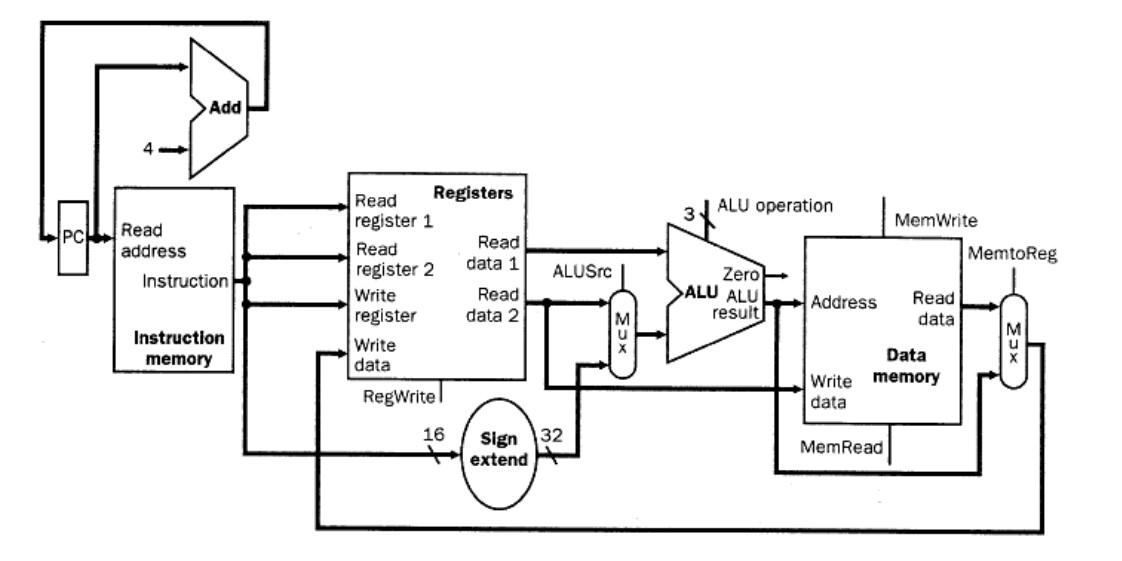 Add
4
PC
Read
address
Instruction
Instruction
memory
Registers
Read
register 1
Read
register 2
Write
register
Write
data
Read
data 1
Read
data 2
RegWrite
16
Sign
extend
32
ALUSrc
Mux
3
ALU operation
Zero
ALU
ALU
result
MemWrite
Address
Read
data
Data
memory
Write
data
MemRead
MemtoReg
Mux